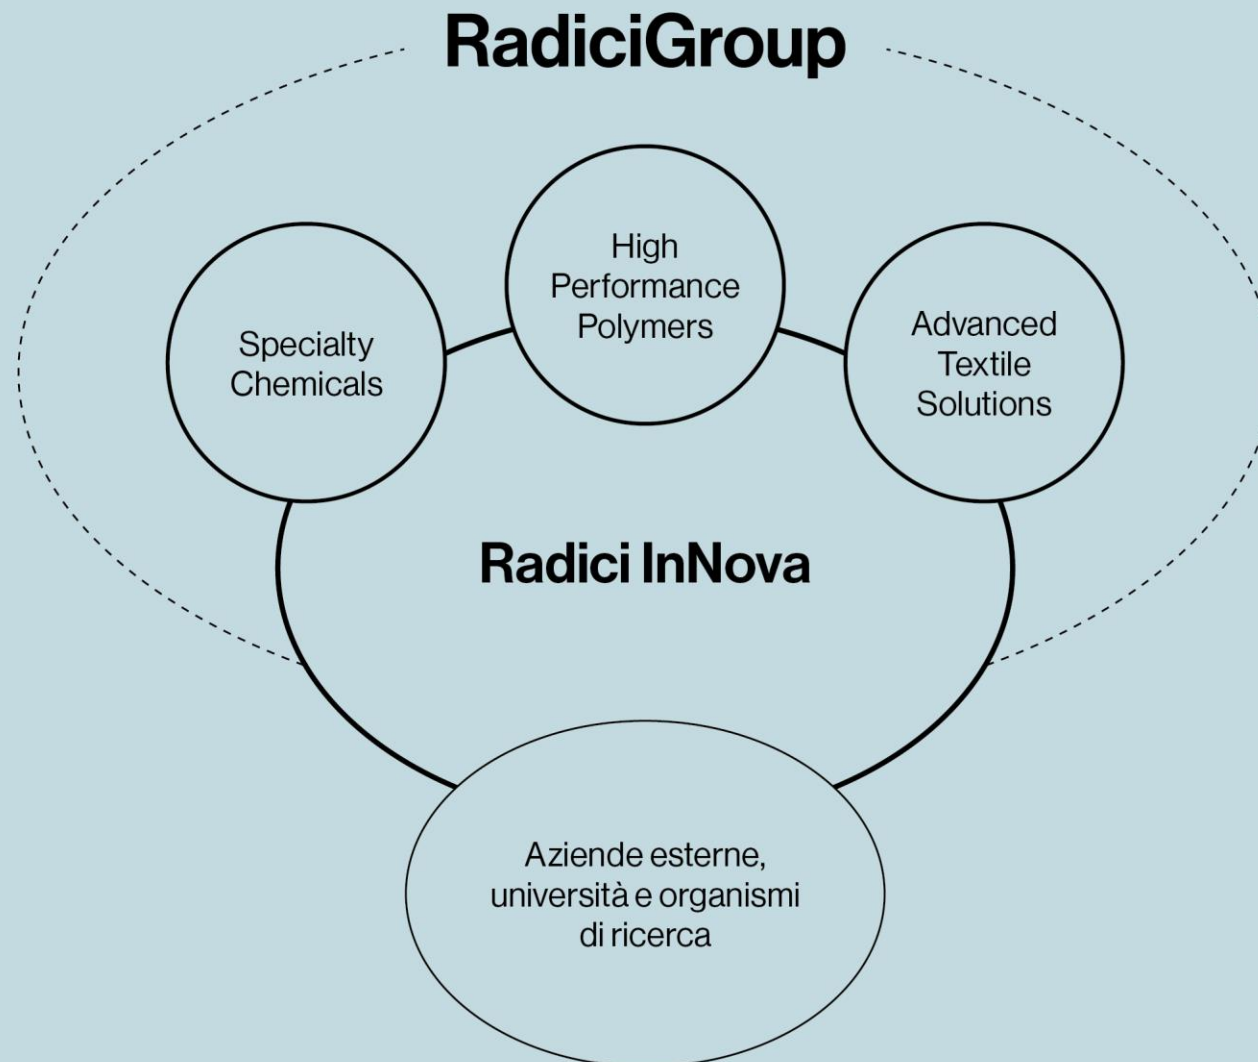 RadiciGroup
High
Performance
Polymers
Specialty
Chemicals
Advanced
Textile
Solutions
Radici InNova
Aziende esterne,
università e organismi
di ricerca